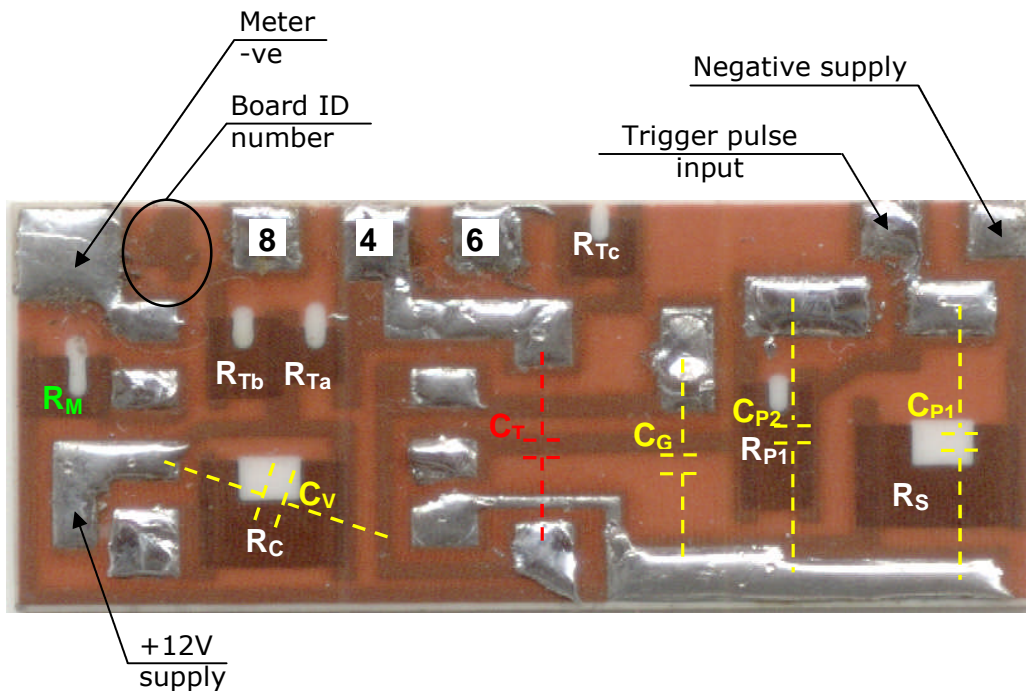 Meter
-ve
Negative supply
Board ID
number
Trigger pulse
input
8
4
6
RTc
RTb
RTa
RM
CT
CG
CP2
CP1
RP1
CV
RS
RC
+12V
supply